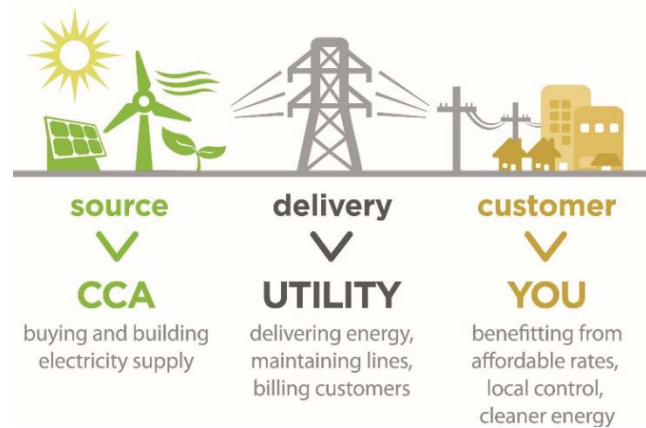 source
CCA
buying and building
electricity supply
delivery
UTILITY
delivering energy,
maintaining lines,
billing customers
customer
YOU
benefitting from
affordable rates,
local control,
cleaner energy